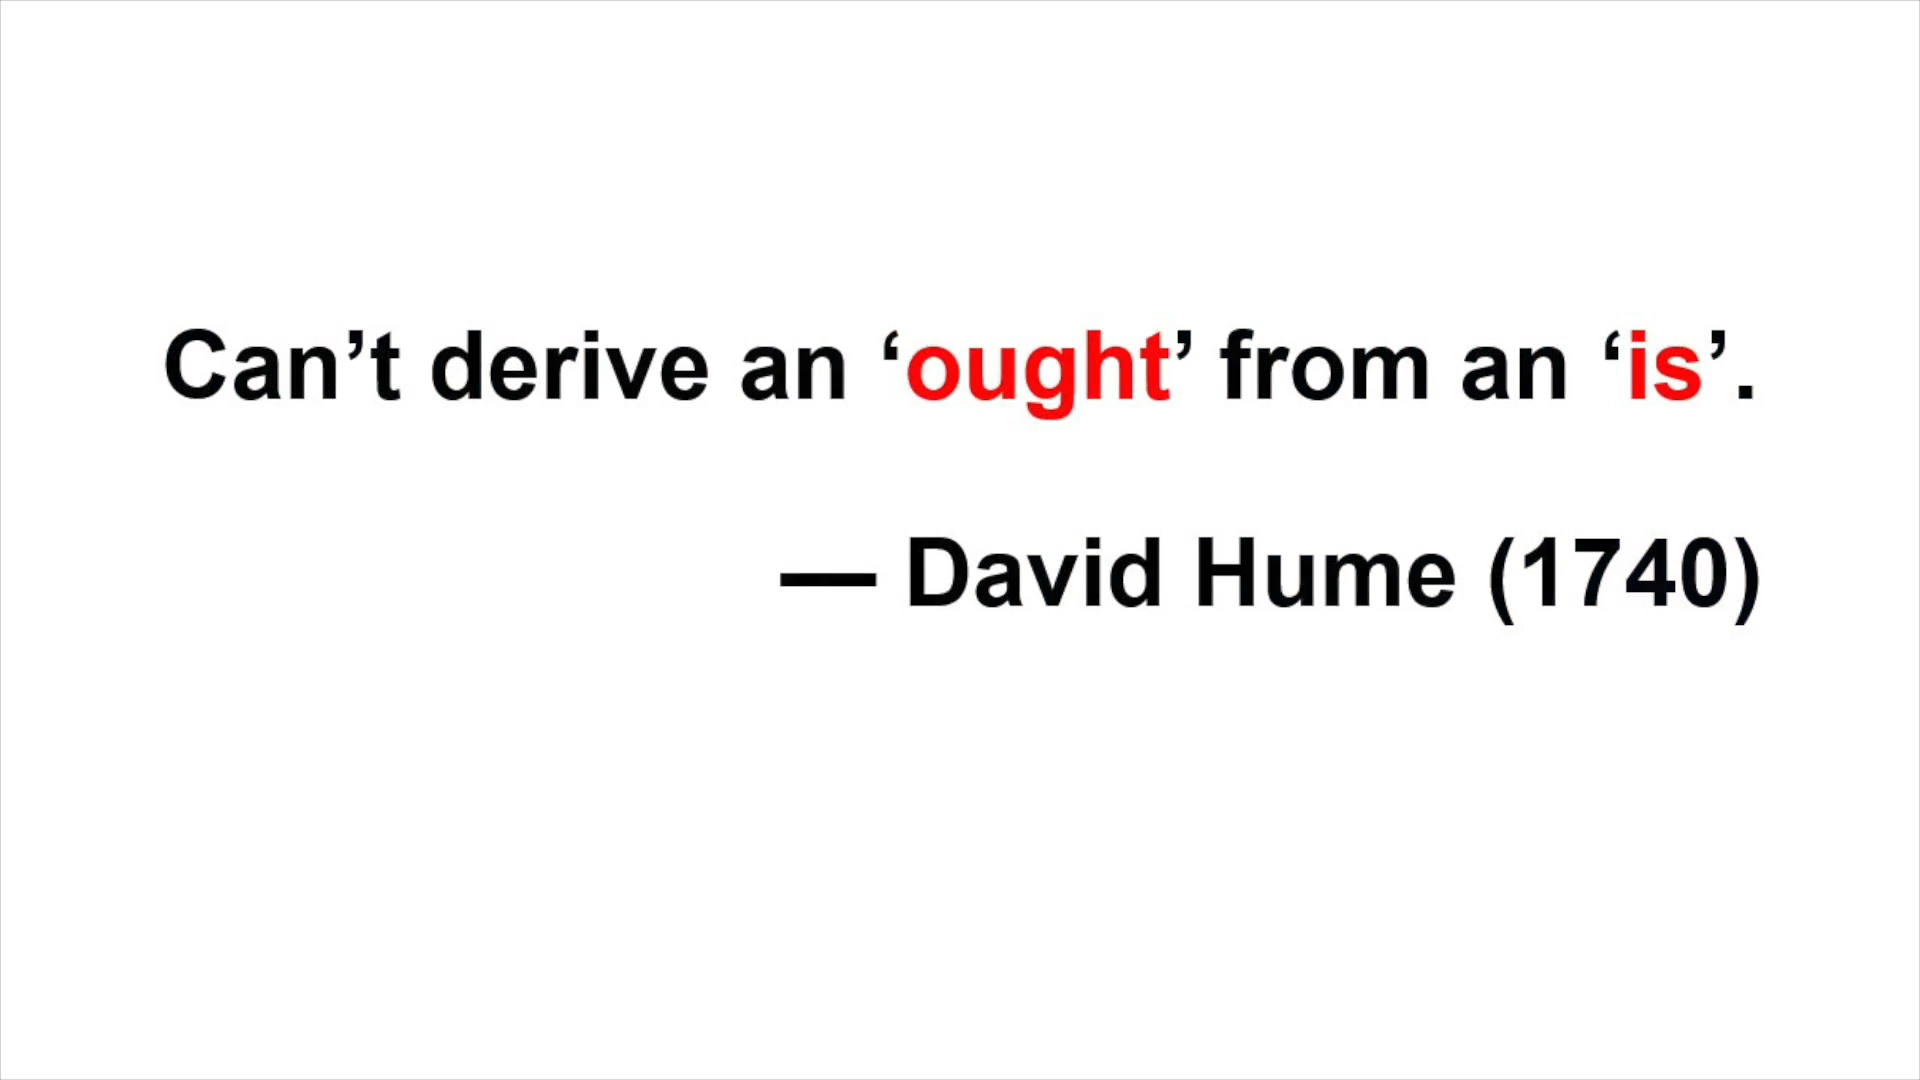 Can’t derive an ‘ought’ from an ‘is’.
— David Hume (1740)